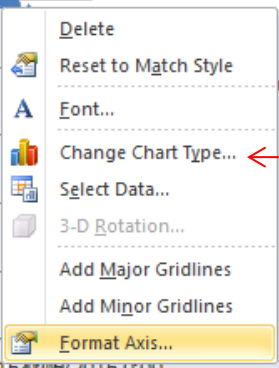 Delete
Reset to Match Style
Font...
Change Chart Type...
Select Data...
3-D Rotation...
Add Major Gridlines
Add Minor Gridlines
Format Axis...